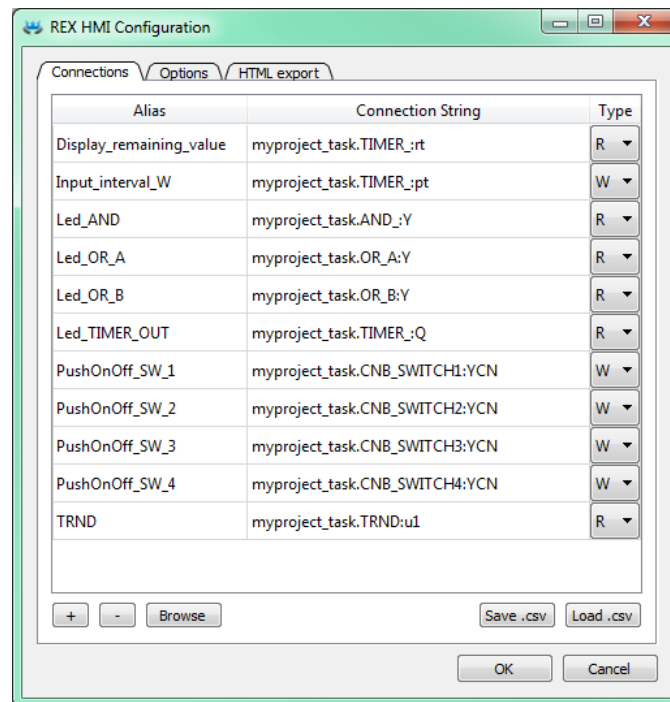 REX HMI Configuration
Connections Options HTML export
Alias Connection String Type
Display_remaining_value myproject_task.TIMER_:rt R
Input_interval_W myproject_task.TIMER_:pt W
Led_AND myproject_task.AND_:Y R
Led_OR_A myproject_task.OR_A:Y R
Led_OR_B myproject_task.OR_B:Y R
Led_TIMER_OUT myproject_task.TIMER_:Q R
PushOnOff_SW_1 myproject_task.CNB_SWITCH1:YCN W
PushOnOff_SW_2 myproject_task.CNB_SWITCH2:YCN W
PushOnOff_SW_3 myproject_task.CNB_SWITCH3:YCN W
PushOnOff_SW_4 myproject_task.CNB_SWITCH4:YCN W
TRND myproject_task.TRND:u1 R
+ - Browse Save .csv Load .csv
OK Cancel